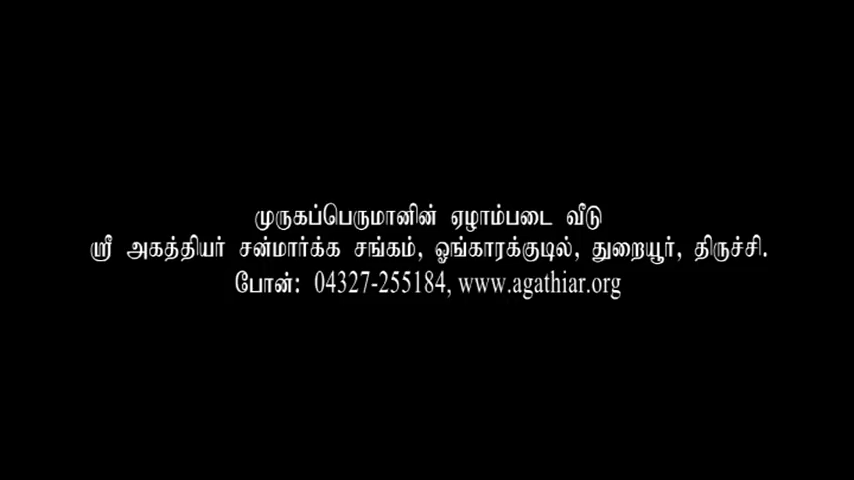 முருகப்பெருமானின் ஏழாம்படை வீடு
ஸ்ரீ அகத்தியர் சன்மார்க்க சங்கம், ஓங்காரக்குடில், துறையூர், திருச்சி.
போன்: 04327-255184, www.agathiar.org